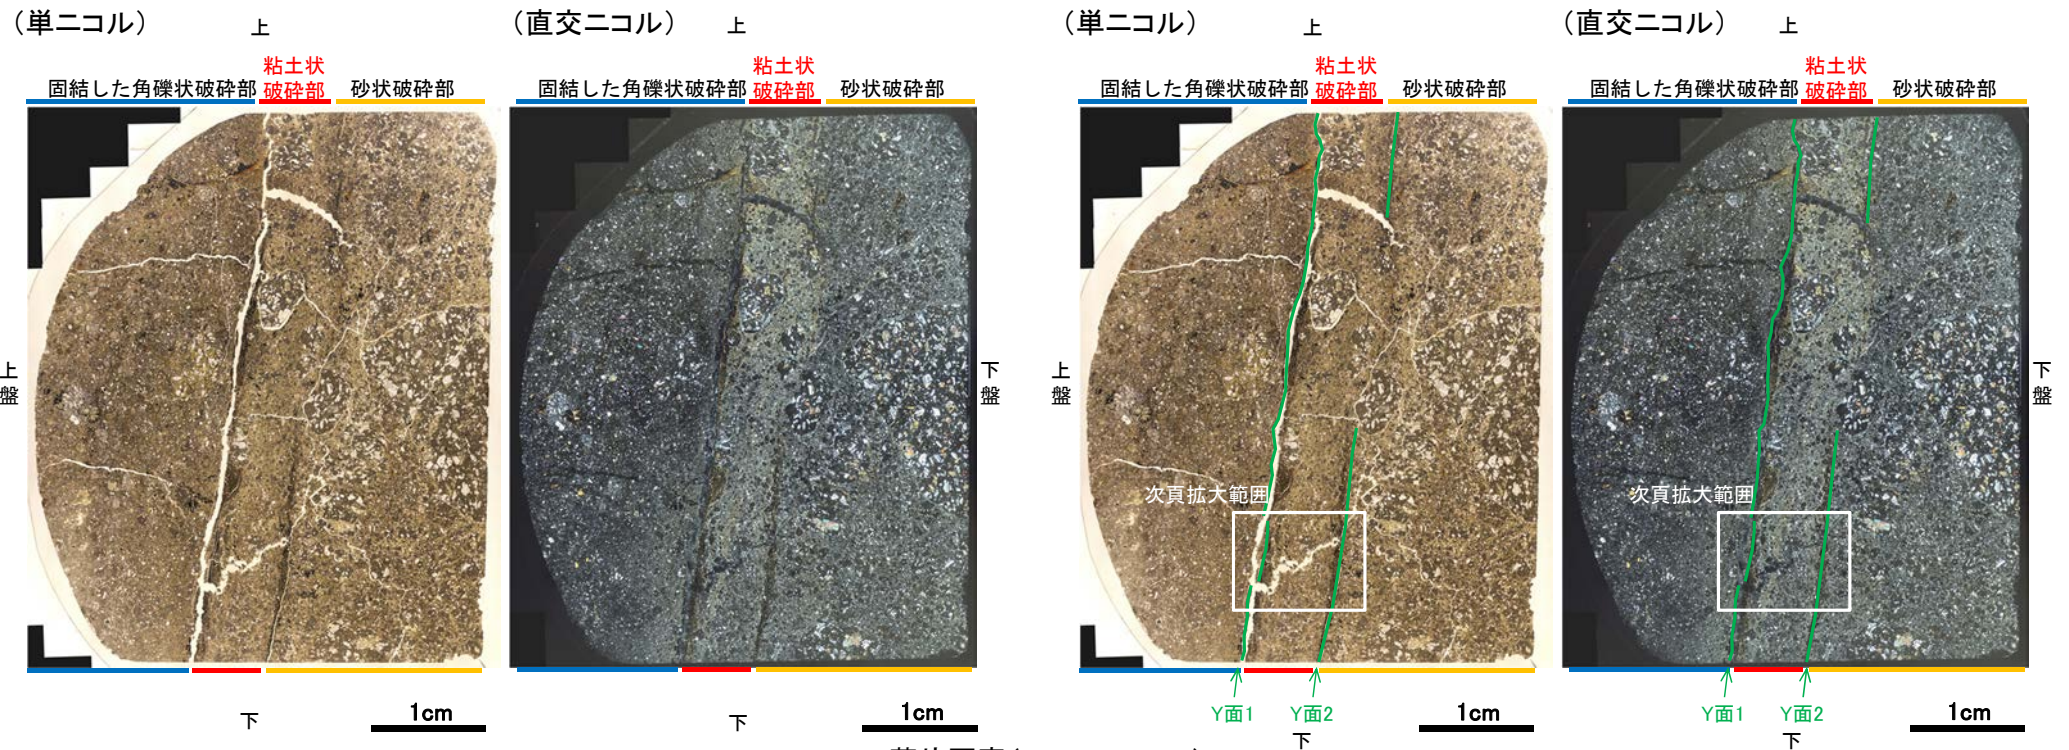 (単ニコル)
上
(直交ニコル)
上
(単ニコル)
上
(直交ニコル)
上
固結した角礫状破砕部
粘土状
破砕部
砂状破砕部
固結した角礫状破砕部
粘土状
破砕部
砂状破砕部
固結した角礫状破砕部
粘土状
破砕部
砂状破砕部
固結した角礫状破砕部
粘土状
破砕部
砂状破砕部
上
盤
下
盤
上
盤
下
盤
次頁拡大範囲
次頁拡大範囲
Y面1
Y面2
Y面1
Y面2
下
1cm
下
1cm
下
1cm
下
1cm